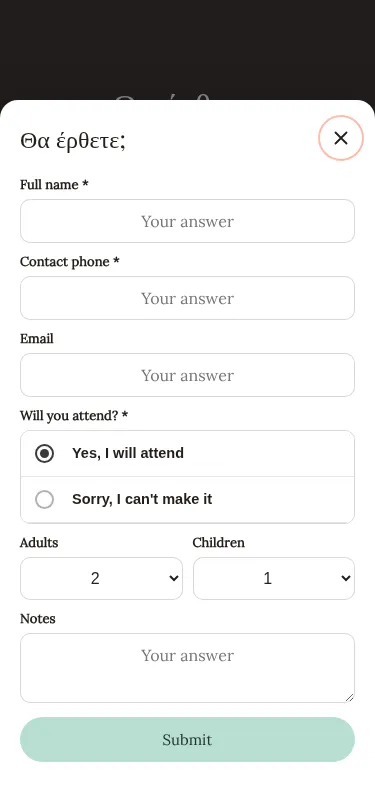 Θα έρθετε;
Full name *
Your answer
Contact phone *
Your answer
Email
Your answer
Will you attend? *
Yes, I will attend
Sorry, I can't make it
Adults
Children
2
1
Notes
Your answer
Submit